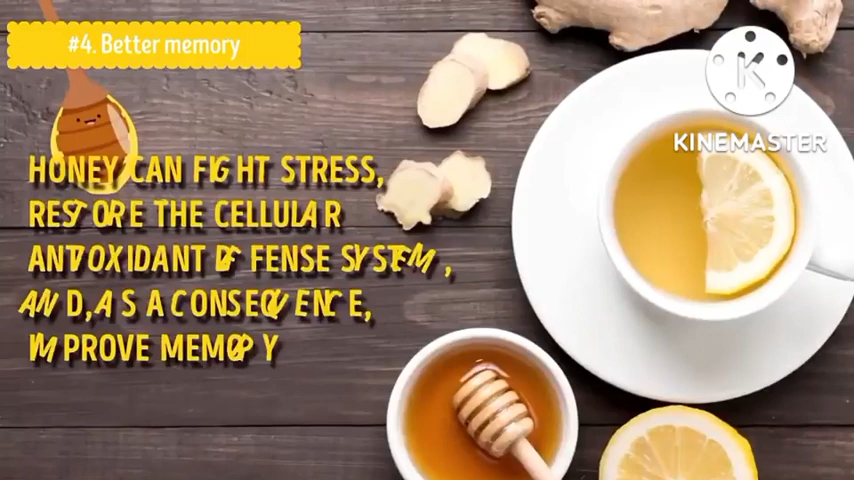 #4. Better memory
KINEMASTER
HONEY CAN FIGHT STRESS,
RESTORE THE CELLULAR
ANTIOXIDANT DEFENSE SYSTEM,
AND, AS A CONSEQUENCE,
IMPROVE MEMORY